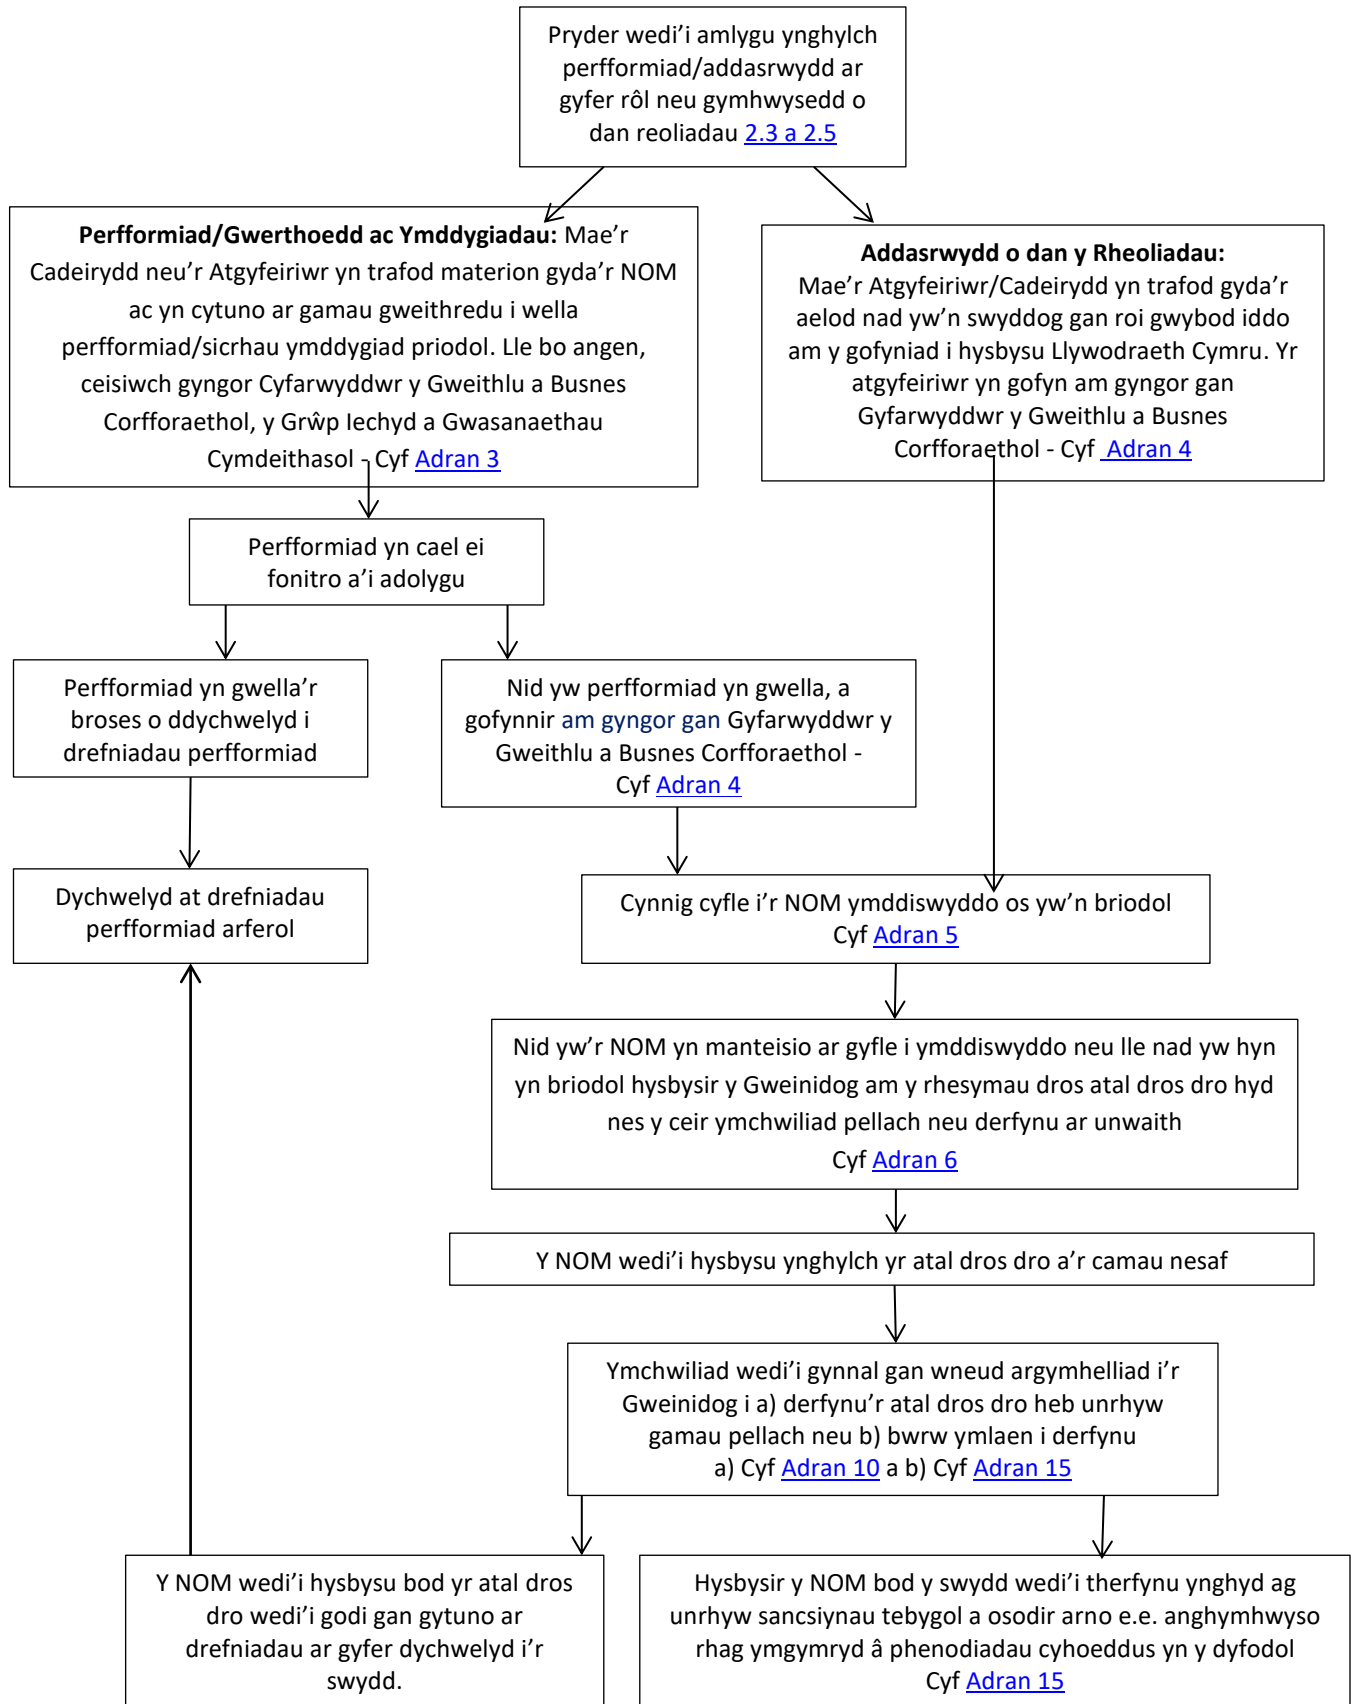 Pryder wedi’i amlygu ynghylch
perfformiad/addasrwydd ar
gyfer rôl neu gymhwysedd o
dan reoliadau 2.3 a 2.5
Perfformiad/Gwerthoedd ac Ymddygiadau: Mae’r
Cadeirydd neu’r Atgyfeiriwr yn trafod materion gyda’r NOM
ac yn cytuno ar gamau gweithredu i wella
perfformiad/sicrhau ymddygiad priodol. Lle bo angen,
ceisiwch gyngor Cyfarwyddwr y Gweithlu a Busnes
Corfforaethol, y Grŵp Iechyd a Gwasanaethau
Cymdeithasol - Cyf Adran 3
Addasrwydd o dan y Rheoliadau:
Mae’r Atgyfeiriwr/Cadeirydd yn trafod gyda’r
aelod nad yw’n swyddog gan roi gwybod iddo
am y gofyniad i hysbysu Llywodraeth Cymru. Yr
atgyfeiriwr yn gofyn am gyngor gan
Gyfarwyddwr y Gweithlu a Busnes
Corfforaethol - Cyf Adran 4
Perfformiad yn cael ei
fonitro a’i adolygu
Perfformiad yn gwella’r
broses o ddychwelyd i
drefniadau perfformiad
Nid yw perfformiad yn gwella, a
gofynnir am gyngor gan Gyfarwyddwr y
Gweithlu a Busnes Corfforaethol -
Cyf Adran 4
Dychwelyd at drefniadau
perfformiad arferol
Cynnig cyfle i’r NOM ymddiswyddo os yw’n briodol
Cyf Adran 5
Nid yw’r NOM yn manteisio ar gyfle i ymddiswyddo neu lle nad yw hyn
yn briodol hysbysir y Gweinidog am y rhesymau dros atal dros dro hyd
nes y ceir ymchwiliad pellach neu derfynu ar unwaith
Cyf Adran 6
Y NOM wedi’i hysbysu ynghylch yr atal dros dro a’r camau nesaf
Ymchwiliad wedi’i gynnal gan wneud argymhelliad i’r
Gweinidog i a) derfynu’r atal dros dro heb unrhyw
gamau pellach neu b) bwrw ymlaen i derfynu
a) Cyf Adran 10 a b) Cyf Adran 15
Y NOM wedi’i hysbysu bod yr atal dros
dro wedi’i godi gan gytuno ar
drefniadau ar gyfer dychwelyd i’r
swydd.
Hysbysir y NOM bod y swydd wedi’i therfynu ynghyd ag
unrhyw sancsiynau tebygol a osodir arno e.e. anghymhwyso
rhag ymgymryd â phenodiadau cyhoeddus yn y dyfodol
Cyf Adran 15